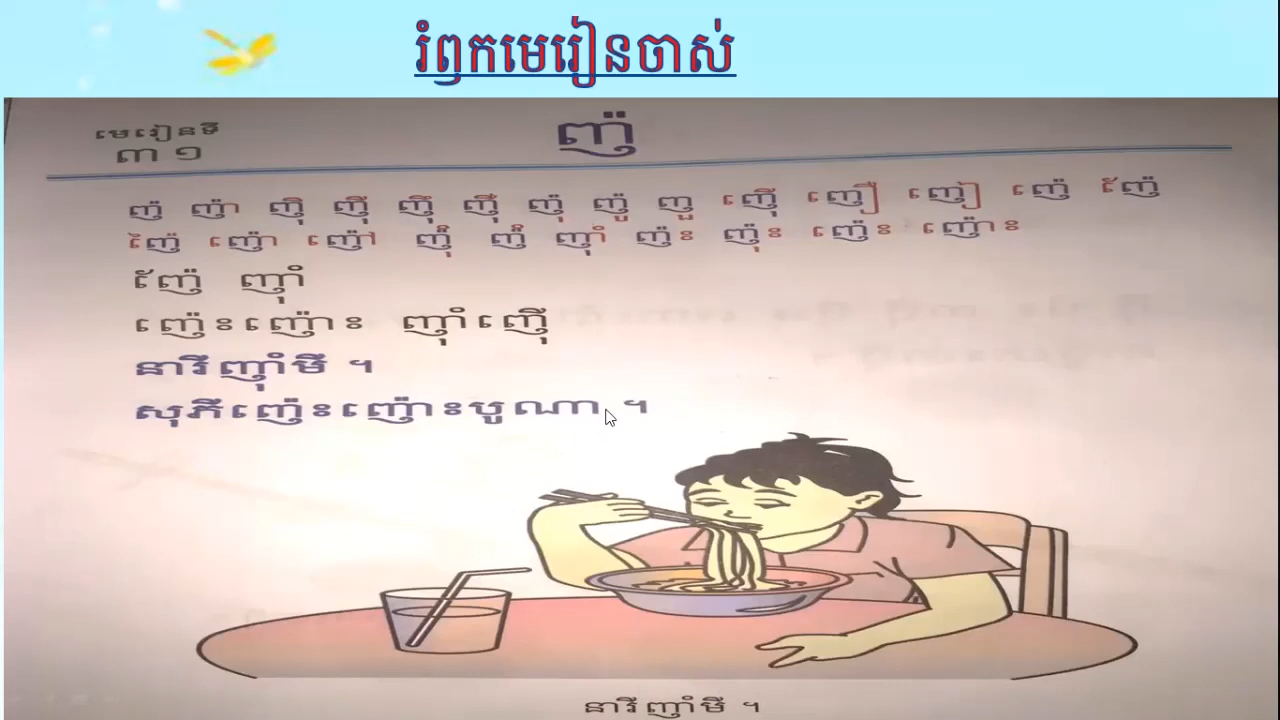 រំឭកមេរៀនចាស់
មេរៀនទី
៣១
ញ៉
ញ៉ ញ៉ា ញ៉ិ ញ៉ី ញ៉ឹ ញ៉ឺ ញ៉ុ ញ៉ូ ញ៉ួ ញ៉ើ ញ៉ឿ ញ៉ៀ ញ៉េ ញ៉ែ
ញ៉ៃ ញ៉ោ ញ៉ៅ ញ៉ុំ ញ៉ំ ញ៉ាំ ញ៉ះ ញ៉ុះ ញ៉េះ ញ៉ោះ
ញ៉ែ ញ៉ាំ
ញ៉េះញ៉ោះ ញ៉ាំញ៉ើ
នារីញ៉ាំមី ។
សុភីញ៉េះញ៉ោះបូណា ។
នារីញ៉ាំមី ។